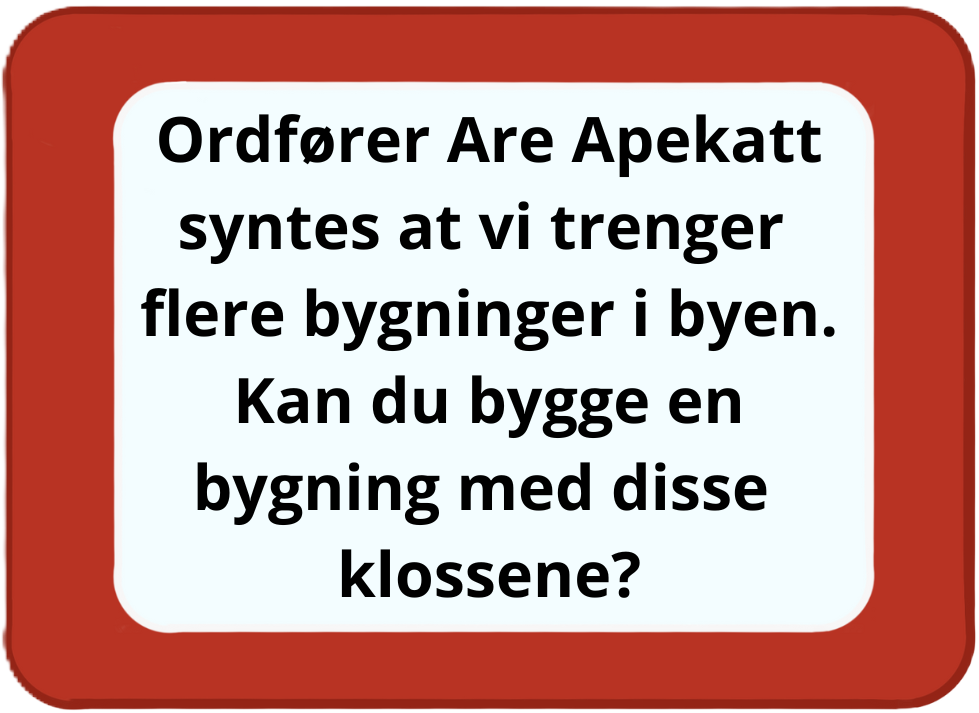 Ordfører Are Apekatt
syntes at vi trenger
flere bygninger i byen.
Kan du bygge en
bygning med disse
klossene?